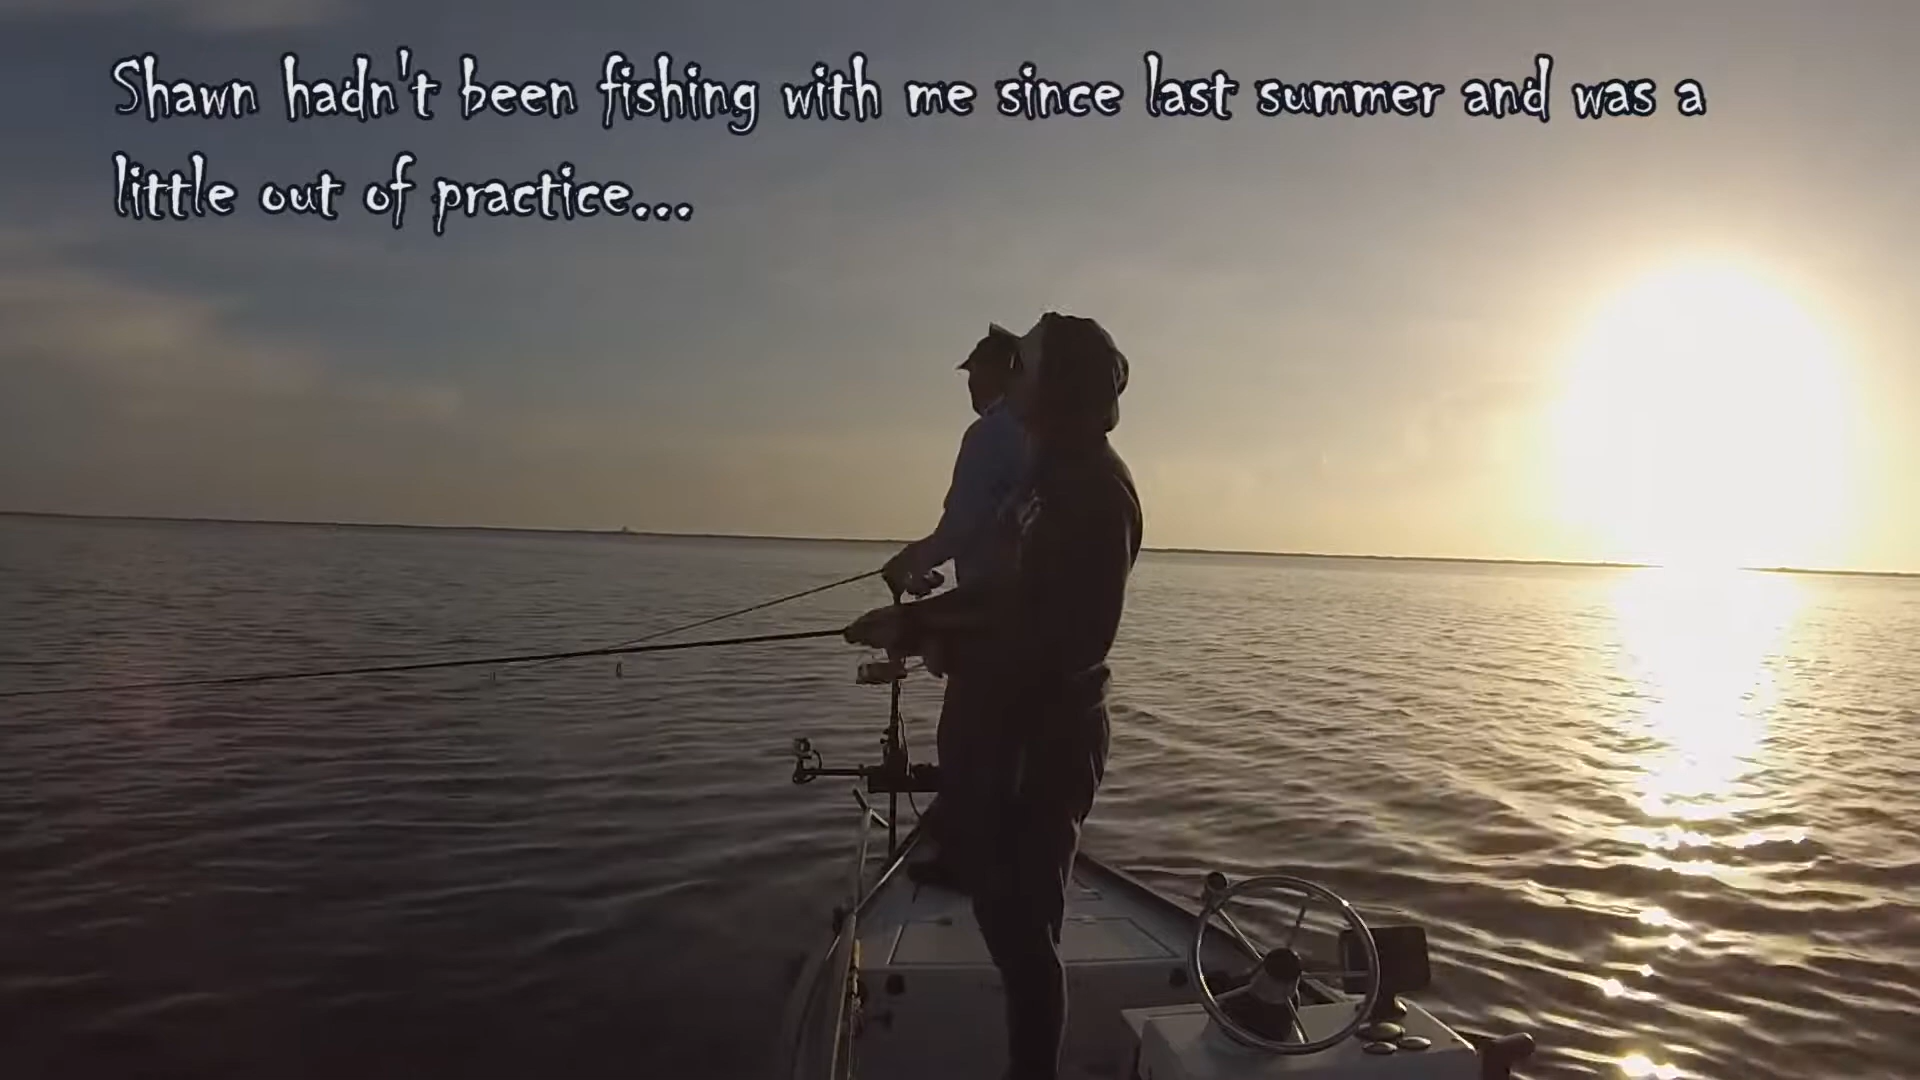 Shawn hadn't been fishing with me since last summer and was a
little out of practice...